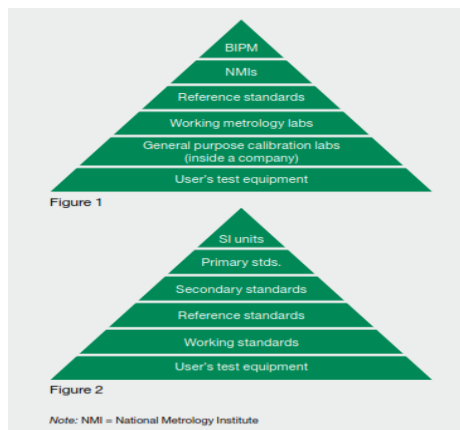 BIPM
NMIs
Reference standards
Working metrology labs
General purpose calibration labs
(inside a company)
User's test equipment
Figure 1
SI units
Primary stds.
Secondary standards
Reference standards
Working standards
User's test equipment
Figure 2
Note: NMI = National Metrology Institute